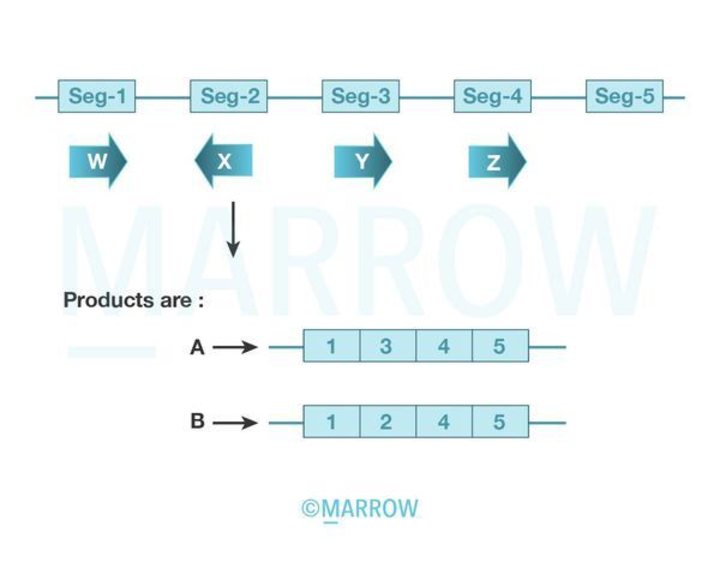 Seg-1 Seg-2 Seg-3 Seg-4 Seg-5
W X Y Z
MARROW
Products are :
A 1 3 4 5
B 1 2 4 5
©MARROW